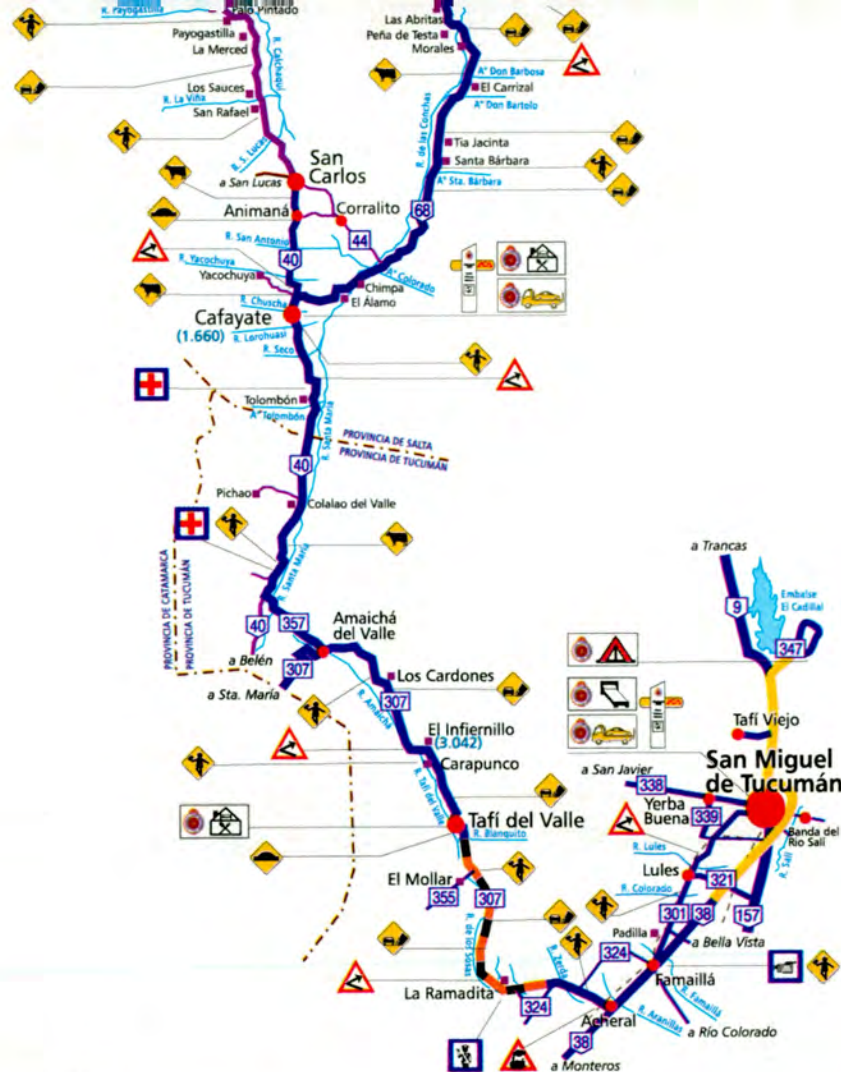 R. Payogastilla
Palo Pintado
Payogastilla
La Merced
R. Calchaquí
Los Sauces
R. La Viña
San Rafael
R. S. Lucas
San
Carlos
a San Lucas
Animaná
Corralito
R. San Antonio
44
40
R. Yacochuya
Yacochuya
A° Colorado
Chimpa
El Álamo
R. Chuscha
Cafayate
(1.660)
R. Lorohuasi
R. Seco
Las Abritas
Peña de Testa
Morales
A° Don Barbosa
El Carrizal
A° Don Bartolo
R. de las Conchas
Tia Jacinta
Santa Bárbara
A° Sta. Bárbara
68
Tolombón
A° Tolombón
R. Santa María
PROVINCIA DE SALTA
PROVINCIA DE TUCUMÁN
40
Pichao
Colalao del Valle
R. Santa María
PROVINCIA DE CATAMARCA
PROVINCIA DE TUCUMÁN
357
Amaichá
del Valle
40
a Belén
307
a Sta. María
R. Amaichá
Los Cardones
307
El Infiernillo
(3.042)
Carapunco
R. Tafí del Valle
Tafí del Valle
R. Blanquito
El Mollar
355
307
R. de los Sosas
La Ramadita
324
R. Zerda
324
Acheral
38
a Monteros
R. Aranillas
a Trancas
9
Embalse
El Cadillal
347
Tafí Viejo
San Miguel
de Tucumán
a San Javier
338
Yerba
Buena
339
Banda del
Rio Salí
R. Salí
R. Lules
Lules
321
R. Colorado
301
38
157
a Bella Vista
Padilla
Famaillá
R. Famaillá
a Río Colorado